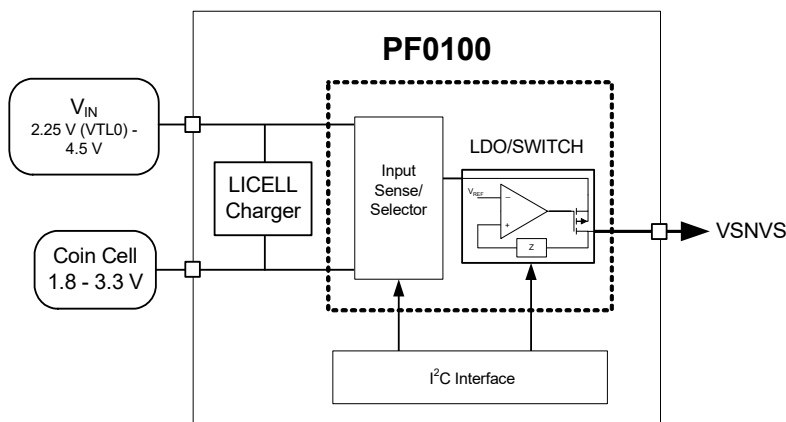 PF0100
V_IN
2.25 V (VTL0) -
4.5 V
LICELL
Charger
Coin Cell
1.8 - 3.3 V
Input
Sense/
Selector
LDO/SWITCH
V_REF
−
+
Z
VSNVS
I²C Interface